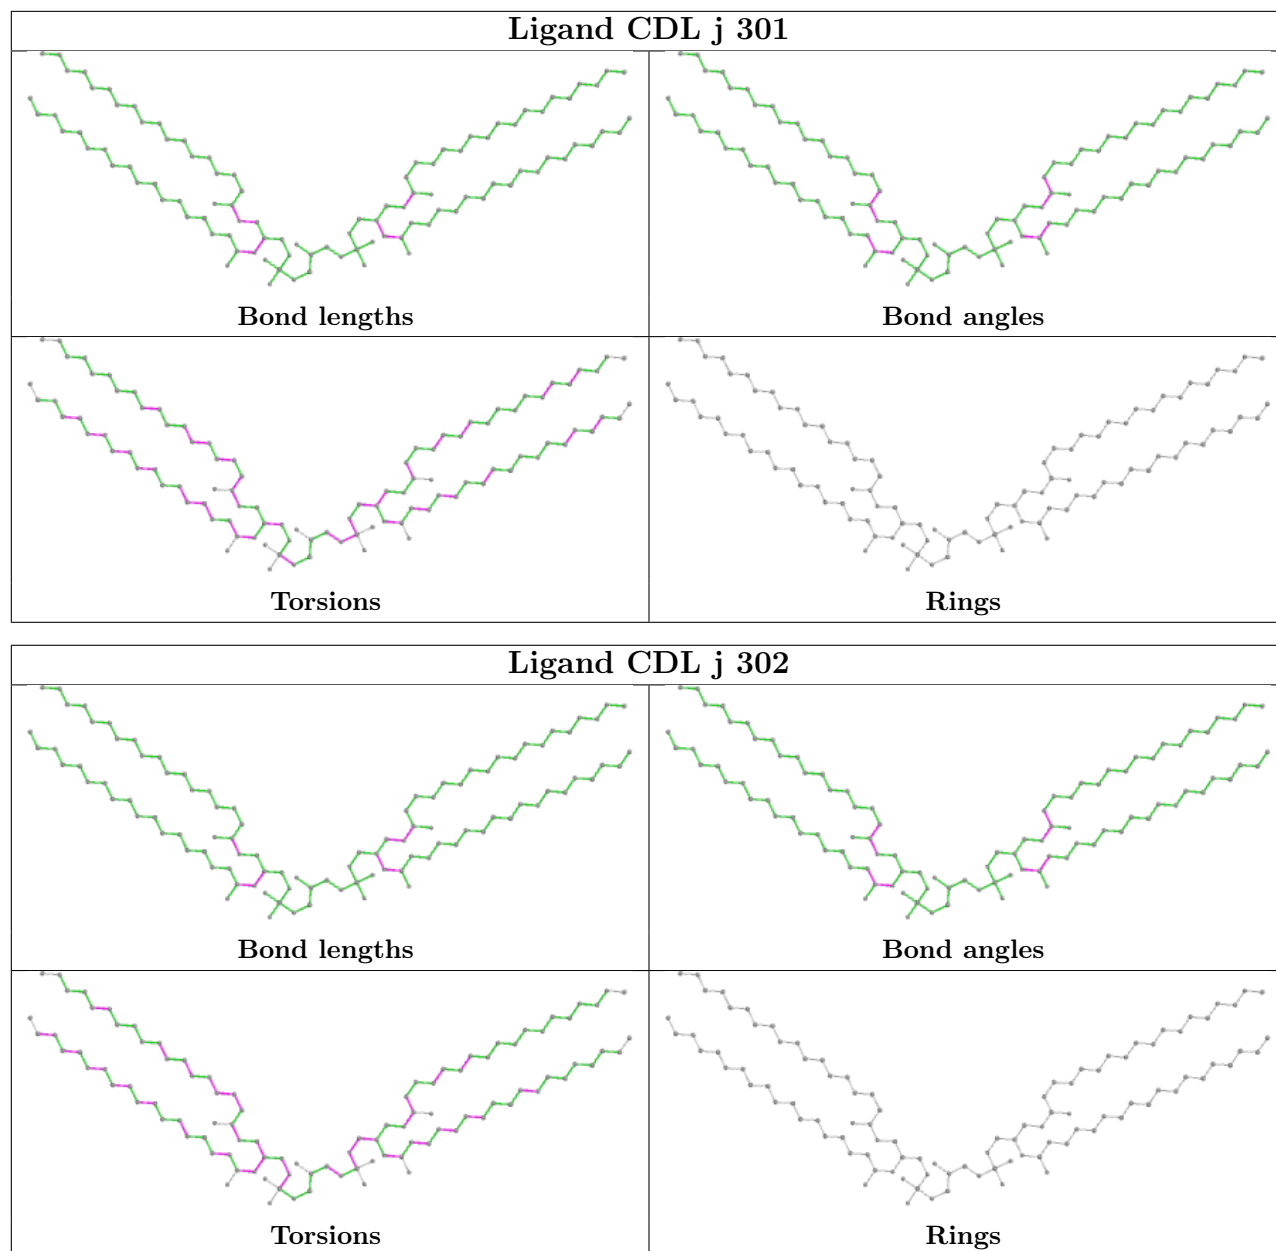 Ligand CDL j 301
Bond lengths
Bond angles
Torsions
Rings
Ligand CDL j 302
Bond lengths
Bond angles
Torsions
Rings